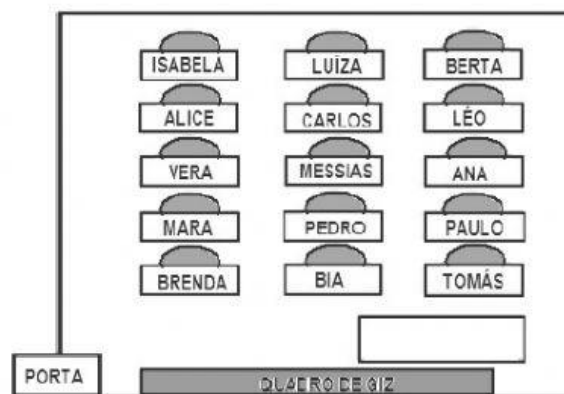 ISABELA LUÍZA BERTA
ALICE CARLOS LÉO
VERA MESSIAS ANA
MARA PEDRO PAULO
BRENDA BIA TOMÁS
PORTA
QUADRO DE GIZ